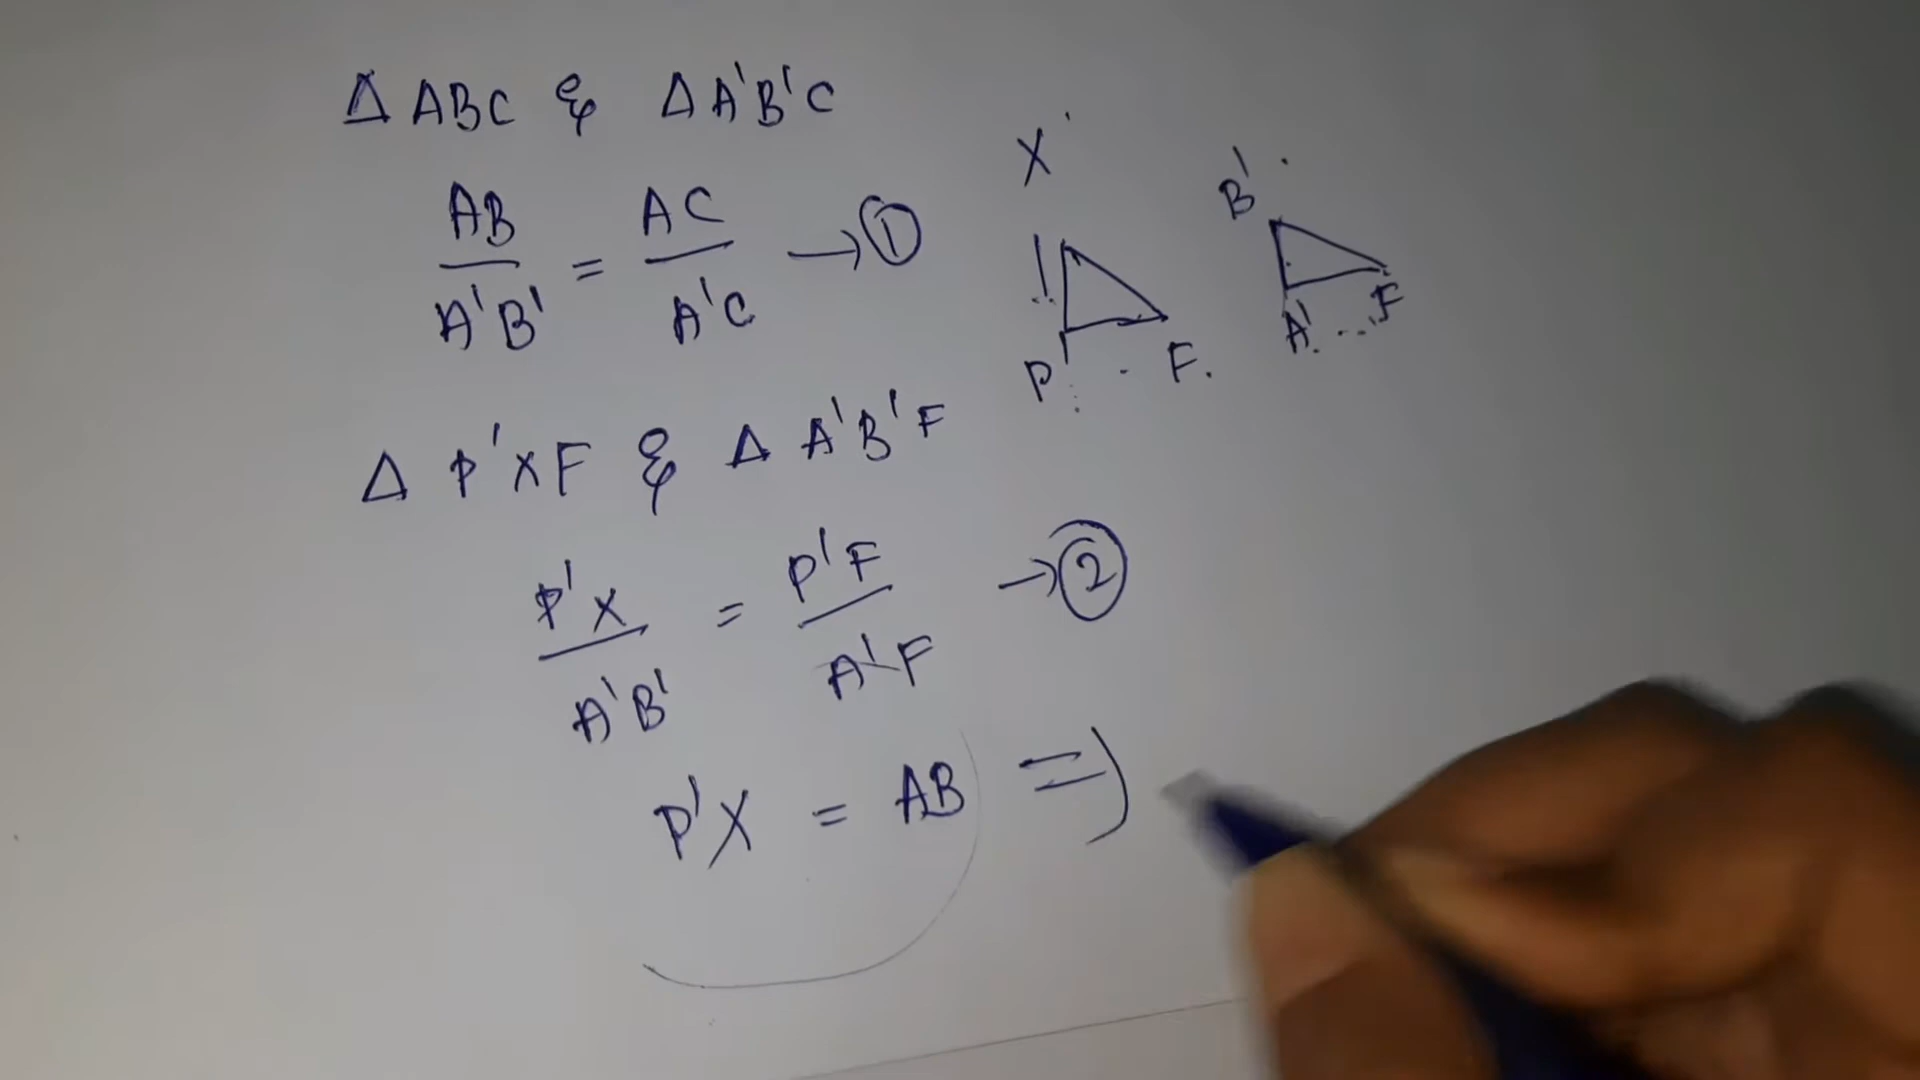 Δ ABC & Δ A'B'C
AB/A'B' = AC/A'C → ①
X
P' F.
B'
A' F
Δ P'XF & Δ A'B'F
P'X/A'B' = P'F/A'F → ②
P'X = AB ⇒